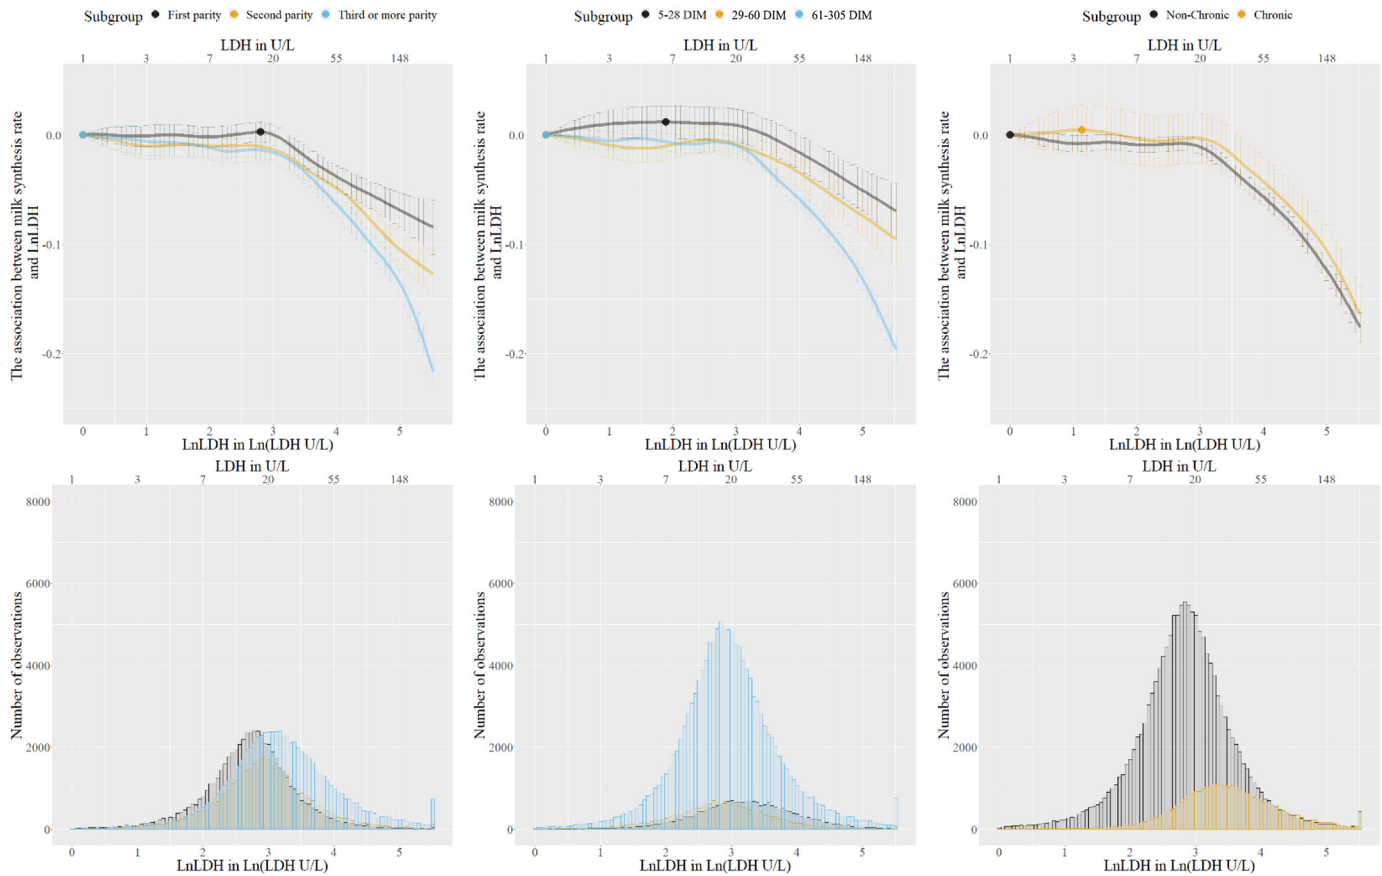 Subgroup First parity Second parity Third or more parity
LDH in U/L
1 3 7 20 55 148
The association between milk synthesis rate
and LnLDH
0.0
-0.1
-0.2
0 1 2 3 4 5
LnLDH in Ln(LDH U/L)
Subgroup 5-28 DIM 29-60 DIM 61-305 DIM
LDH in U/L
1 3 7 20 55 148
The association between milk synthesis rate
and LnLDH
0.0
-0.1
-0.2
0 1 2 3 4 5
LnLDH in Ln(LDH U/L)
Subgroup Non-Chronic Chronic
LDH in U/L
1 3 7 20 55 148
The association between milk synthesis rate
and LnLDH
0.0
-0.1
-0.2
0 1 2 3 4 5
LnLDH in Ln(LDH U/L)
LDH in U/L
1 3 7 20 55 148
Number of observations
8000
6000
4000
2000
0
0 1 2 3 4 5
LnLDH in Ln(LDH U/L)
LDH in U/L
1 3 7 20 55 148
Number of observations
8000
6000
4000
2000
0
0 1 2 3 4 5
LnLDH in Ln(LDH U/L)
LDH in U/L
1 3 7 20 55 148
Number of observations
8000
6000
4000
2000
0
0 1 2 3 4 5
LnLDH in Ln(LDH U/L)